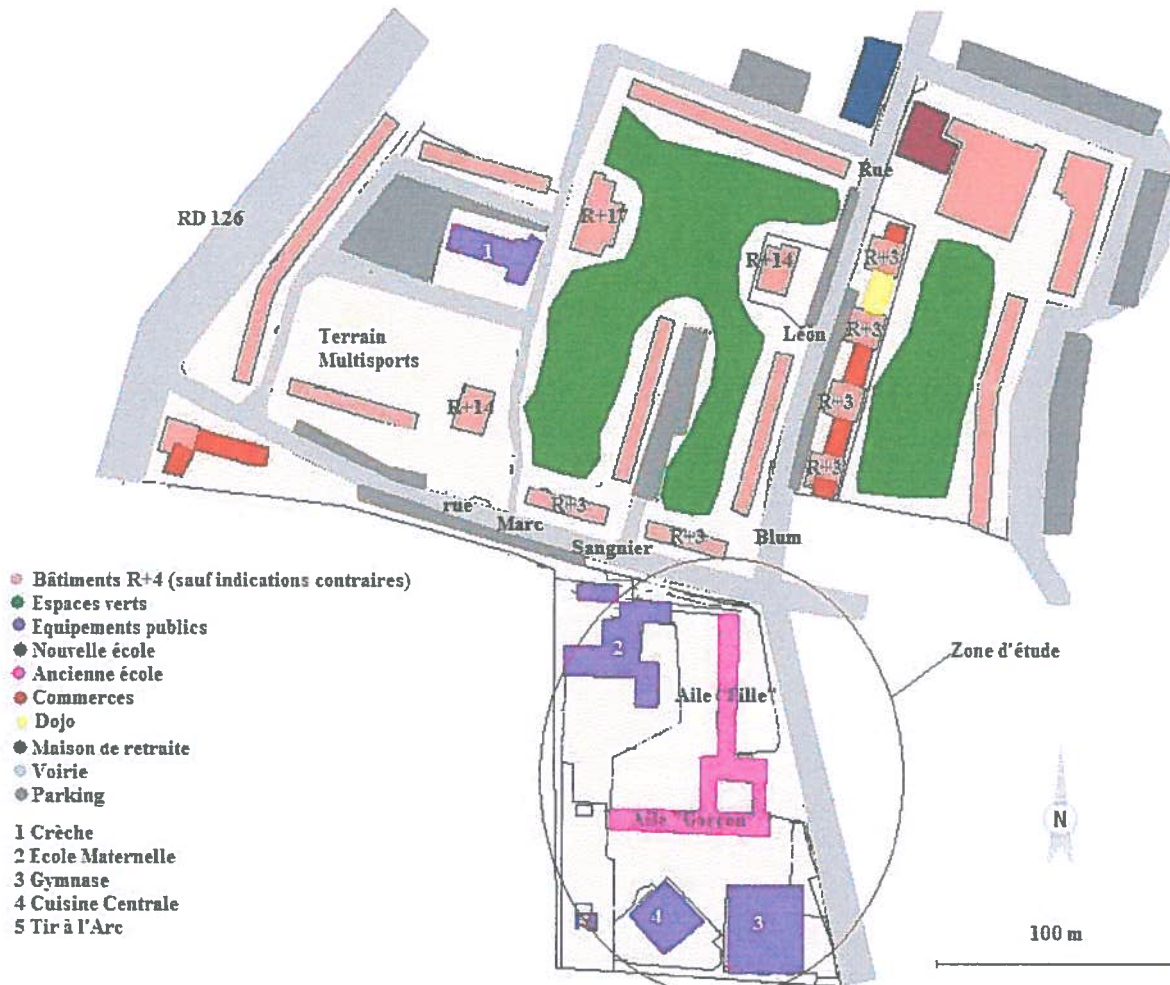 Rue
RD 126
R+17
1
R+14
R+3
Léon
R+3
Terrain
Multisports
R+3
R+14
R+3
rue
Marc
R+3
Sangnier
R+3
Blum
Bâtiments R+4 (sauf indications contraires)
Espaces verts
Equipements publics
Nouvelle école
Ancienne école
Commerces
Dojo
Maison de retraite
Voirie
Parking
1 Crèche
2 Ecole Maternelle
3 Gymnase
4 Cuisine Centrale
5 Tir à l'Arc
2
Zone d'étude
Aile "Fille"
Aile "Garçon"
N
4
3
5
100 m